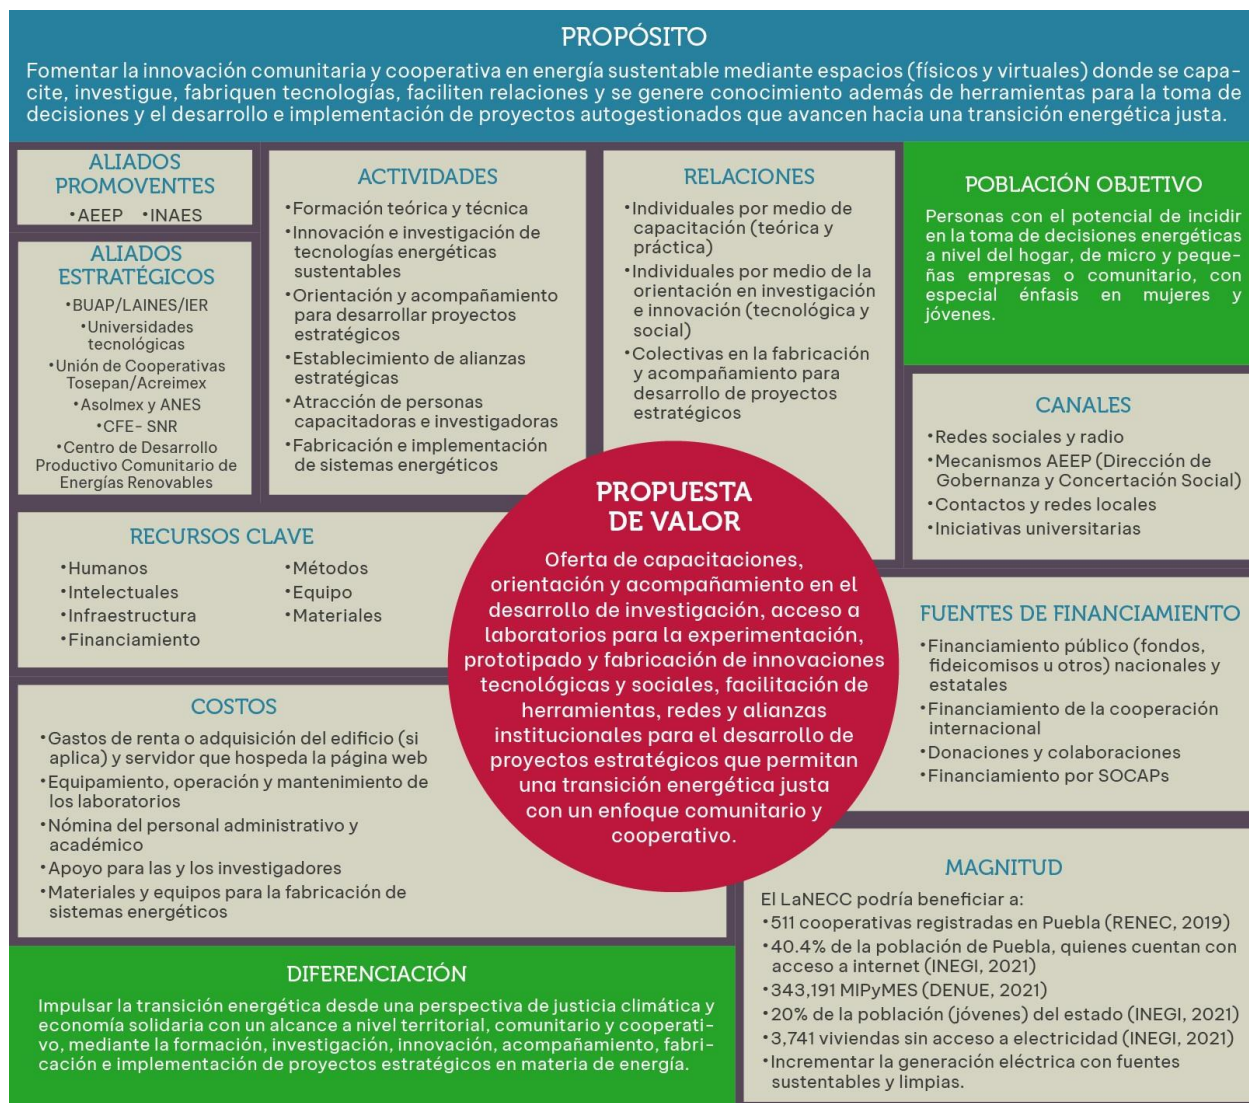 PROPÓSITO
Fomentar la innovación comunitaria y cooperativa en energía sustentable mediante espacios (físicos y virtuales) donde se capa-
cite, investigue, fabriquen tecnologías, faciliten relaciones y se genere conocimiento además de herramientas para la toma de
decisiones y el desarrollo e implementación de proyectos autogestionados que avancen hacia una transición energética justa.
ALIADOS
PROMOVENTES
•AEEP •INAES
ALIADOS
ESTRATÉGICOS
•BUAP/LAINES/IER
•Universidades
tecnológicas
•Unión de Cooperativas
Tosepan/Acreimex
•Asolmex y ANES
•CFE- SNR
•Centro de Desarrollo
Productivo Comunitario de
Energías Renovables
ACTIVIDADES
•Formación teórica y técnica
•Innovación e investigación de
tecnologías energéticas
sustentables
•Orientación y acompañamiento
para desarrollar proyectos
estratégicos
•Establecimiento de alianzas
estratégicas
•Atracción de personas
capacitadoras e investigadoras
•Fabricación e implementación
de sistemas energéticos
RELACIONES
•Individuales por medio de
capacitación (teórica y
práctica)
•Individuales por medio de la
orientación en investigación
e innovación (tecnológica y
social)
•Colectivas en la fabricación
y acompañamiento para
desarrollo de proyectos
estratégicos
POBLACIÓN OBJETIVO
Personas con el potencial de incidir
en la toma de decisiones energéticas
a nivel del hogar, de micro y peque-
ñas empresas o comunitario, con
especial énfasis en mujeres y
jóvenes.
CANALES
•Redes sociales y radio
•Mecanismos AEEP (Dirección de
Gobernanza y Concertación Social)
•Contactos y redes locales
•Iniciativas universitarias
RECURSOS CLAVE
•Humanos
•Intelectuales
•Infraestructura
•Financiamiento
•Métodos
•Equipo
•Materiales
PROPUESTA
DE VALOR
Oferta de capacitaciones,
orientación y acompañamiento en el
desarrollo de investigación, acceso a
laboratorios para la experimentación,
prototipado y fabricación de innovaciones
tecnológicas y sociales, facilitación de
herramientas, redes y alianzas
institucionales para el desarrollo de
proyectos estratégicos que permitan
una transición energética justa
con un enfoque comunitario y
cooperativo.
FUENTES DE FINANCIAMIENTO
•Financiamiento público (fondos,
fideicomisos u otros) nacionales y
estatales
•Financiamiento de la cooperación
internacional
•Donaciones y colaboraciones
•Financiamiento por SOCAPs
COSTOS
•Gastos de renta o adquisición del edificio (si
aplica) y servidor que hospeda la página web
•Equipamiento, operación y mantenimiento de
los laboratorios
•Nómina del personal administrativo y
académico
•Apoyo para las y los investigadores
•Materiales y equipos para la fabricación de
sistemas energéticos
MAGNITUD
El LaNECC podría beneficiar a:
•511 cooperativas registradas en Puebla (RENEC, 2019)
•40.4% de la población de Puebla, quienes cuentan con
acceso a internet (INEGI, 2021)
•343,191 MIPyMES (DENUE, 2021)
•20% de la población (jóvenes) del estado (INEGI, 2021)
•3,741 viviendas sin acceso a electricidad (INEGI, 2021)
•Incrementar la generación eléctrica con fuentes
sustentables y limpias.
DIFERENCIACIÓN
Impulsar la transición energética desde una perspectiva de justicia climática y
economía solidaria con un alcance a nivel territorial, comunitario y cooperati-
vo, mediante la formación, investigación, innovación, acompañamiento, fabri-
cación e implementación de proyectos estratégicos en materia de energía.